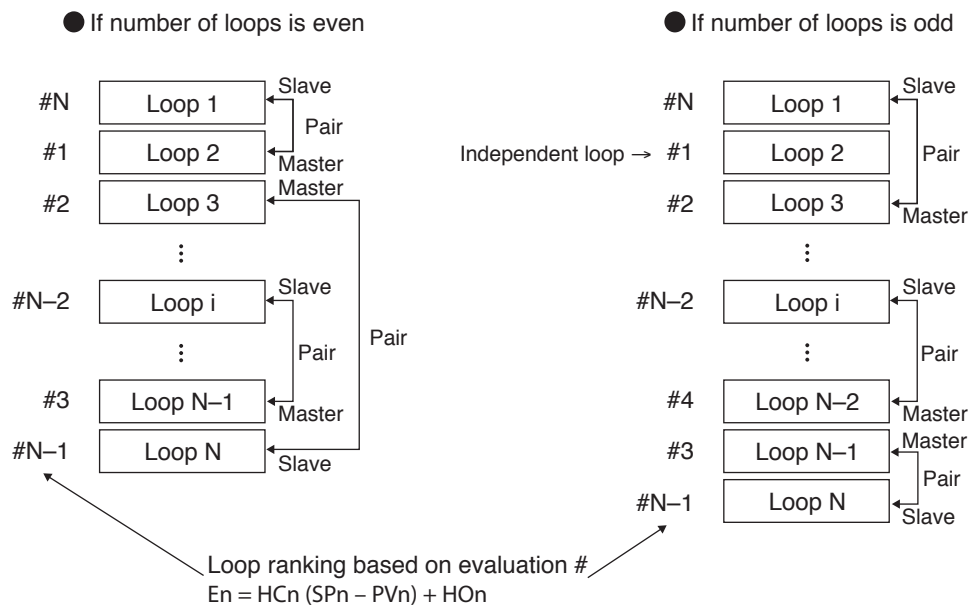 ● If number of loops is even
Slave
#N Loop 1
Pair
#1 Loop 2
Master
Master
#2 Loop 3
⋮
Slave
#N–2 Loop i
Pair
⋮
Pair
#3 Loop N–1
Master
#N–1 Loop N
Slave
● If number of loops is odd
Slave
#N Loop 1
Pair
Independent loop → #1 Loop 2
#2 Loop 3
Master
⋮
Slave
#N–2 Loop i
Pair
⋮
#4 Loop N–2
Master
Master
#3 Loop N–1
Pair
#N–1 Loop N
Slave
Loop ranking based on evaluation #
En = HCn (SPn – PVn) + HOn